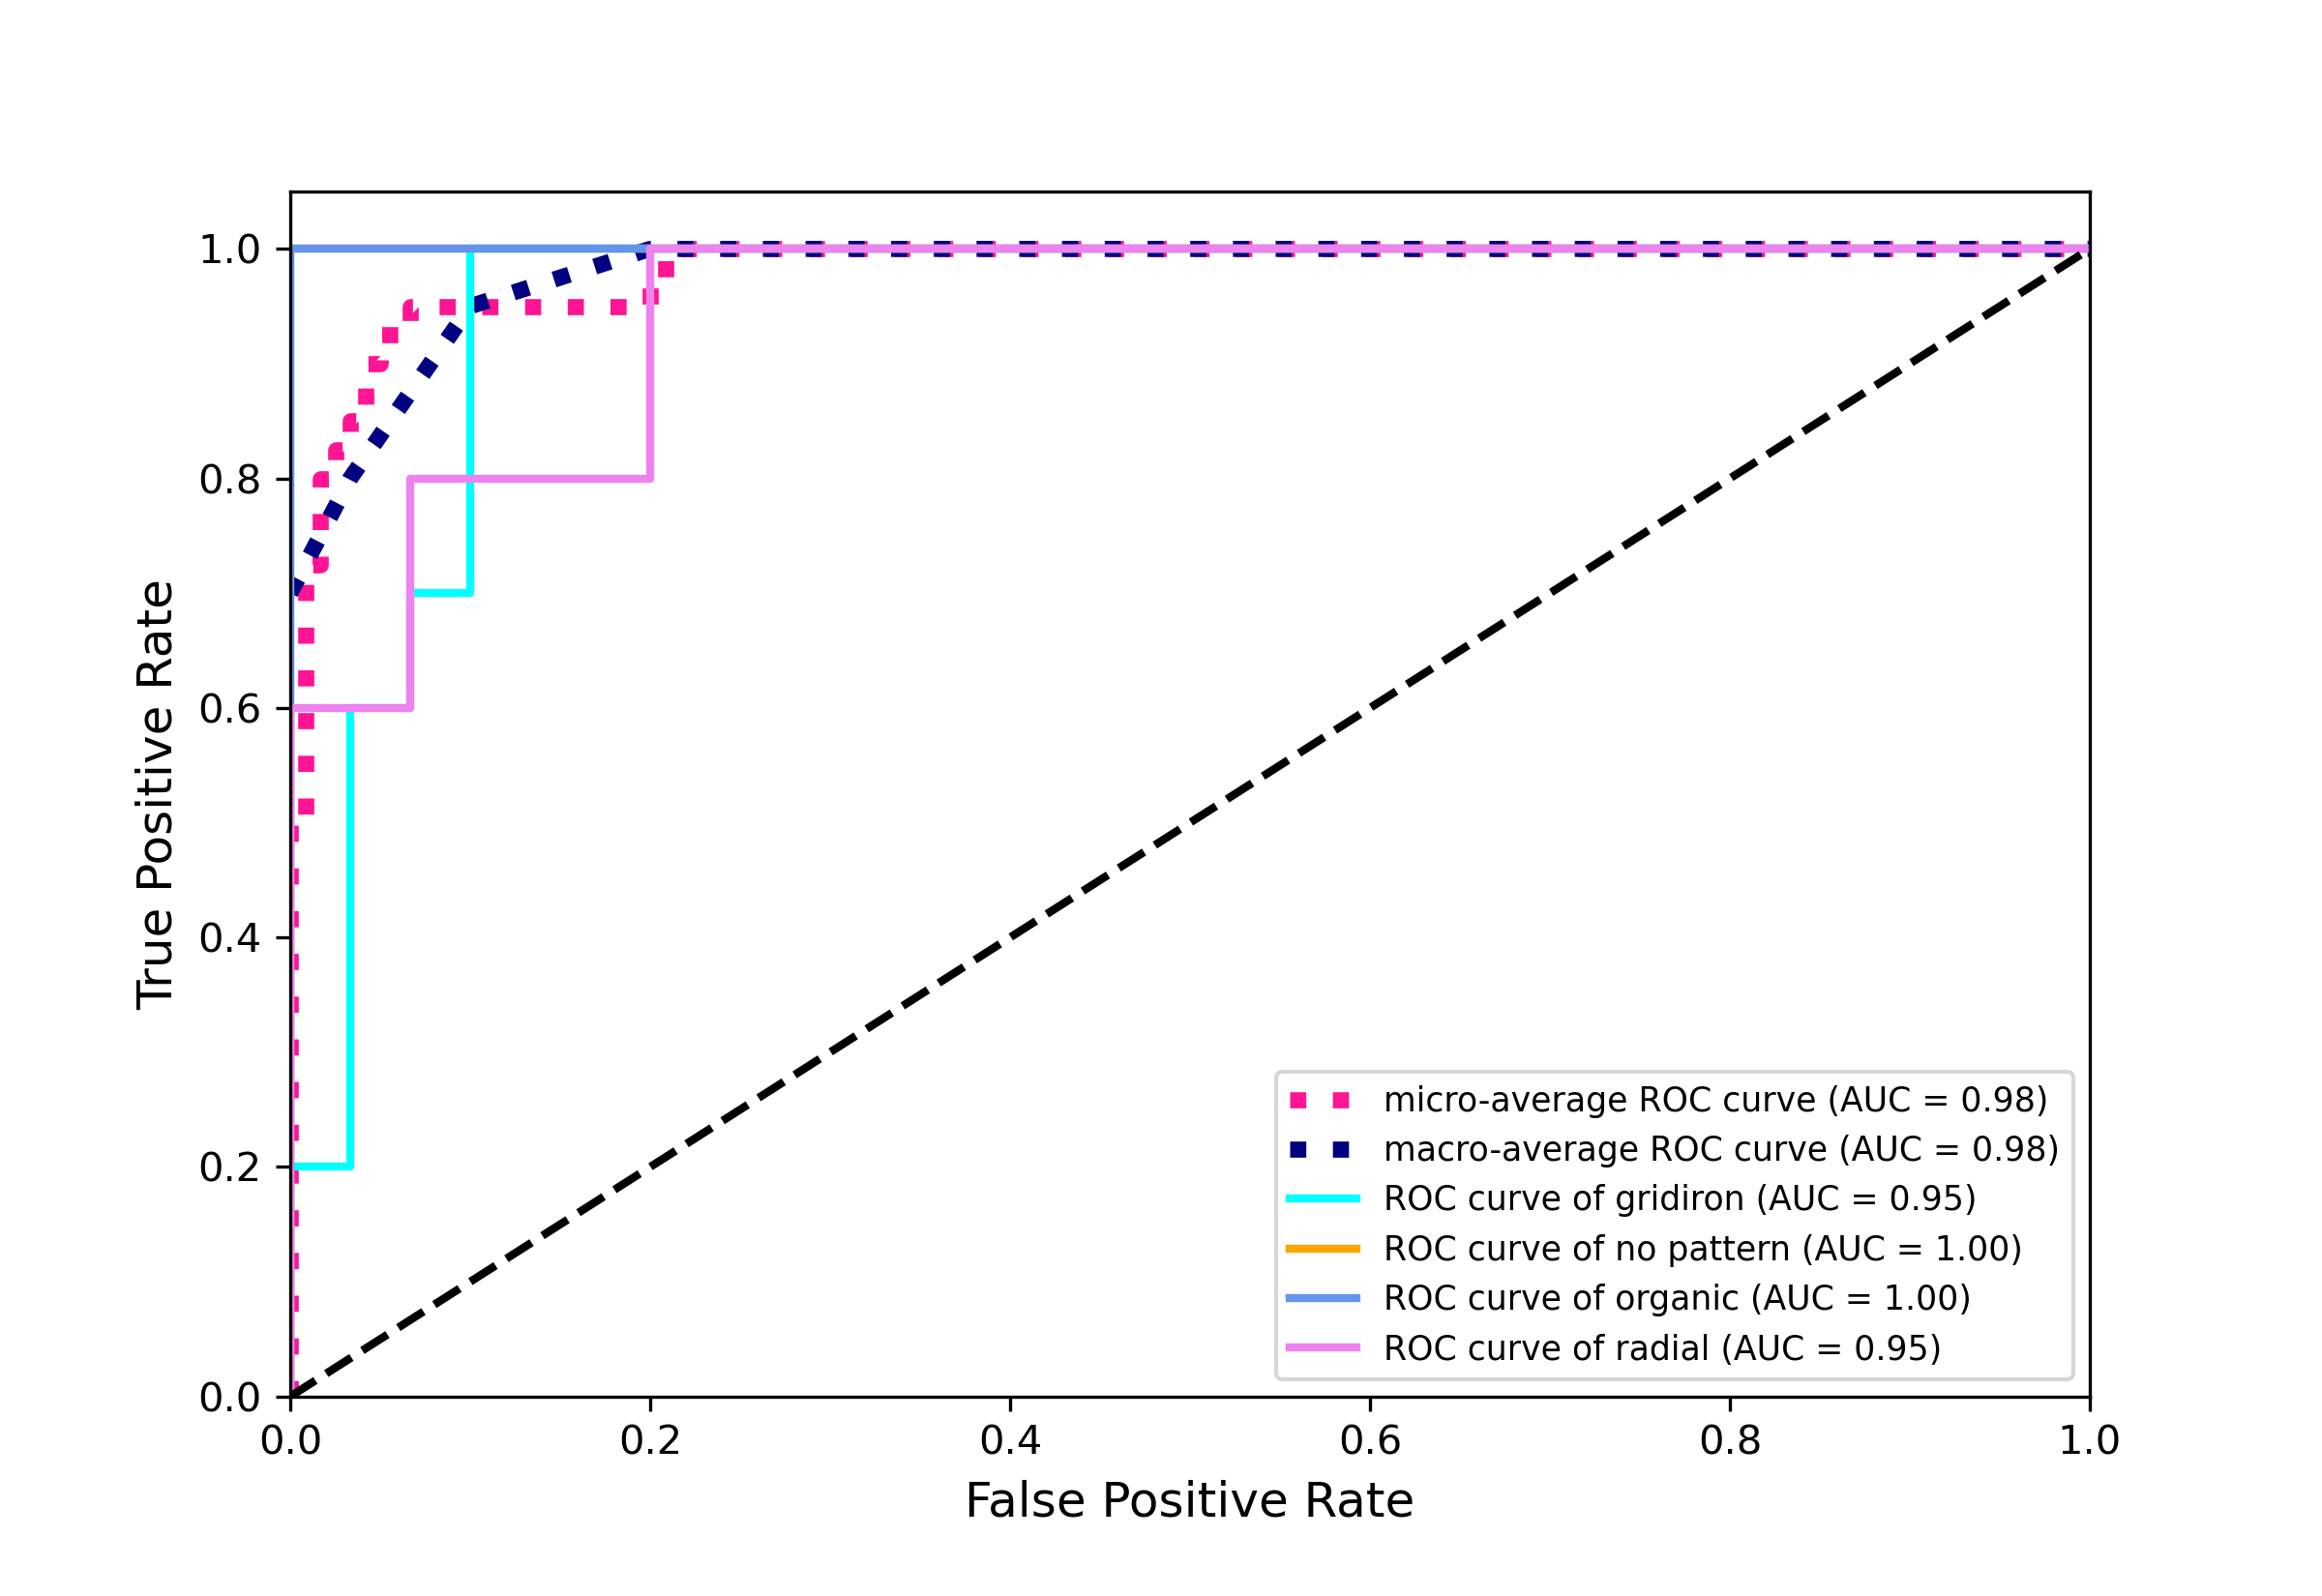 1.0
0.8
0.6
0.4
0.2
0.0
True Positive Rate
0.0 0.2 0.4 0.6 0.8 1.0
False Positive Rate
micro-average ROC curve (AUC = 0.98)
macro-average ROC curve (AUC = 0.98)
ROC curve of gridiron (AUC = 0.95)
ROC curve of no pattern (AUC = 1.00)
ROC curve of organic (AUC = 1.00)
ROC curve of radial (AUC = 0.95)